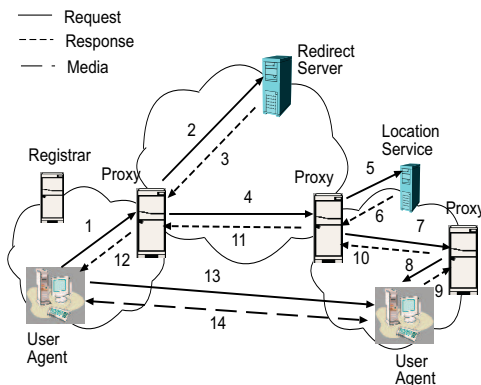 Request
Response
Media
Redirect
Server
Location
Service
Registrar
Proxy
Proxy
Proxy
1
2
3
4
5
6
7
8
9
10
11
12
13
14
User
Agent
User
Agent